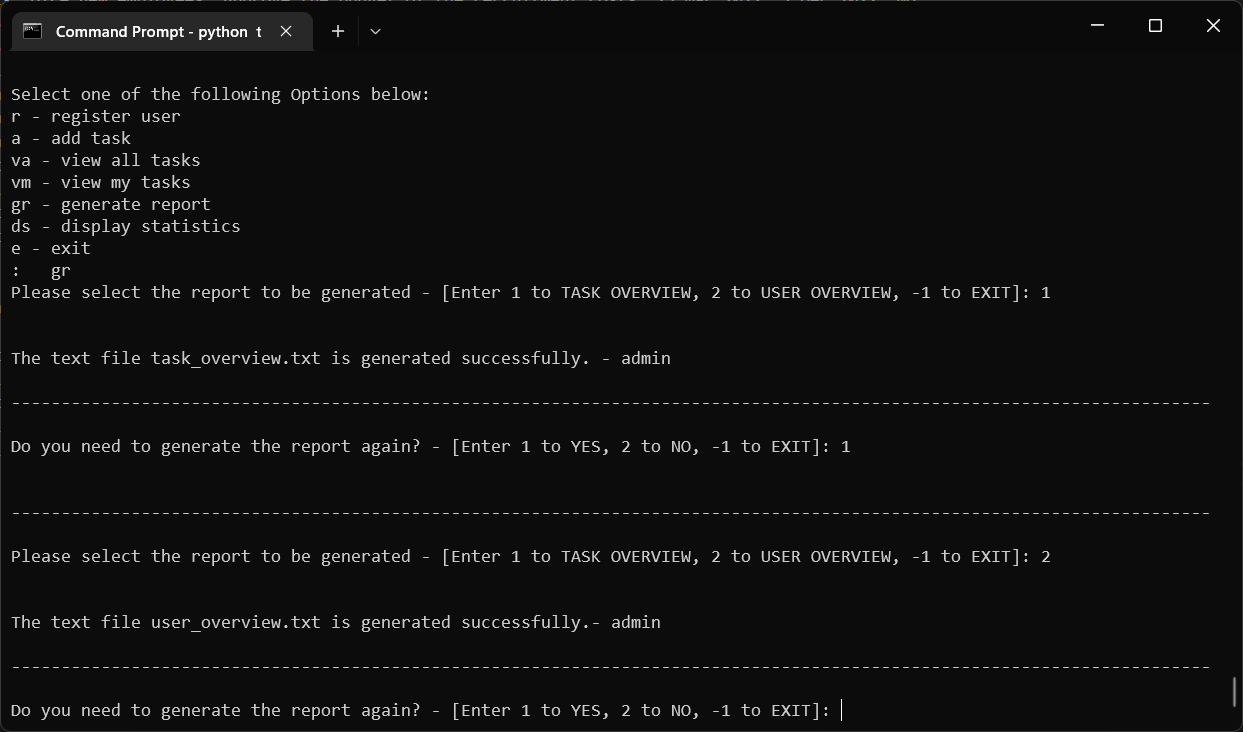 Command Prompt - python t
Select one of the following Options below:
r - register user
a - add task
va - view all tasks
vm - view my tasks
gr - generate report
ds - display statistics
e - exit
:   gr
Please select the report to be generated - [Enter 1 to TASK OVERVIEW, 2 to USER OVERVIEW, -1 to EXIT]: 1
The text file task_overview.txt is generated successfully. - admin
------------------------------------------------------------------------------------------------------------------------
Do you need to generate the report again? - [Enter 1 to YES, 2 to NO, -1 to EXIT]: 1
------------------------------------------------------------------------------------------------------------------------
Please select the report to be generated - [Enter 1 to TASK OVERVIEW, 2 to USER OVERVIEW, -1 to EXIT]: 2
The text file user_overview.txt is generated successfully.- admin
------------------------------------------------------------------------------------------------------------------------
Do you need to generate the report again? - [Enter 1 to YES, 2 to NO, -1 to EXIT]: